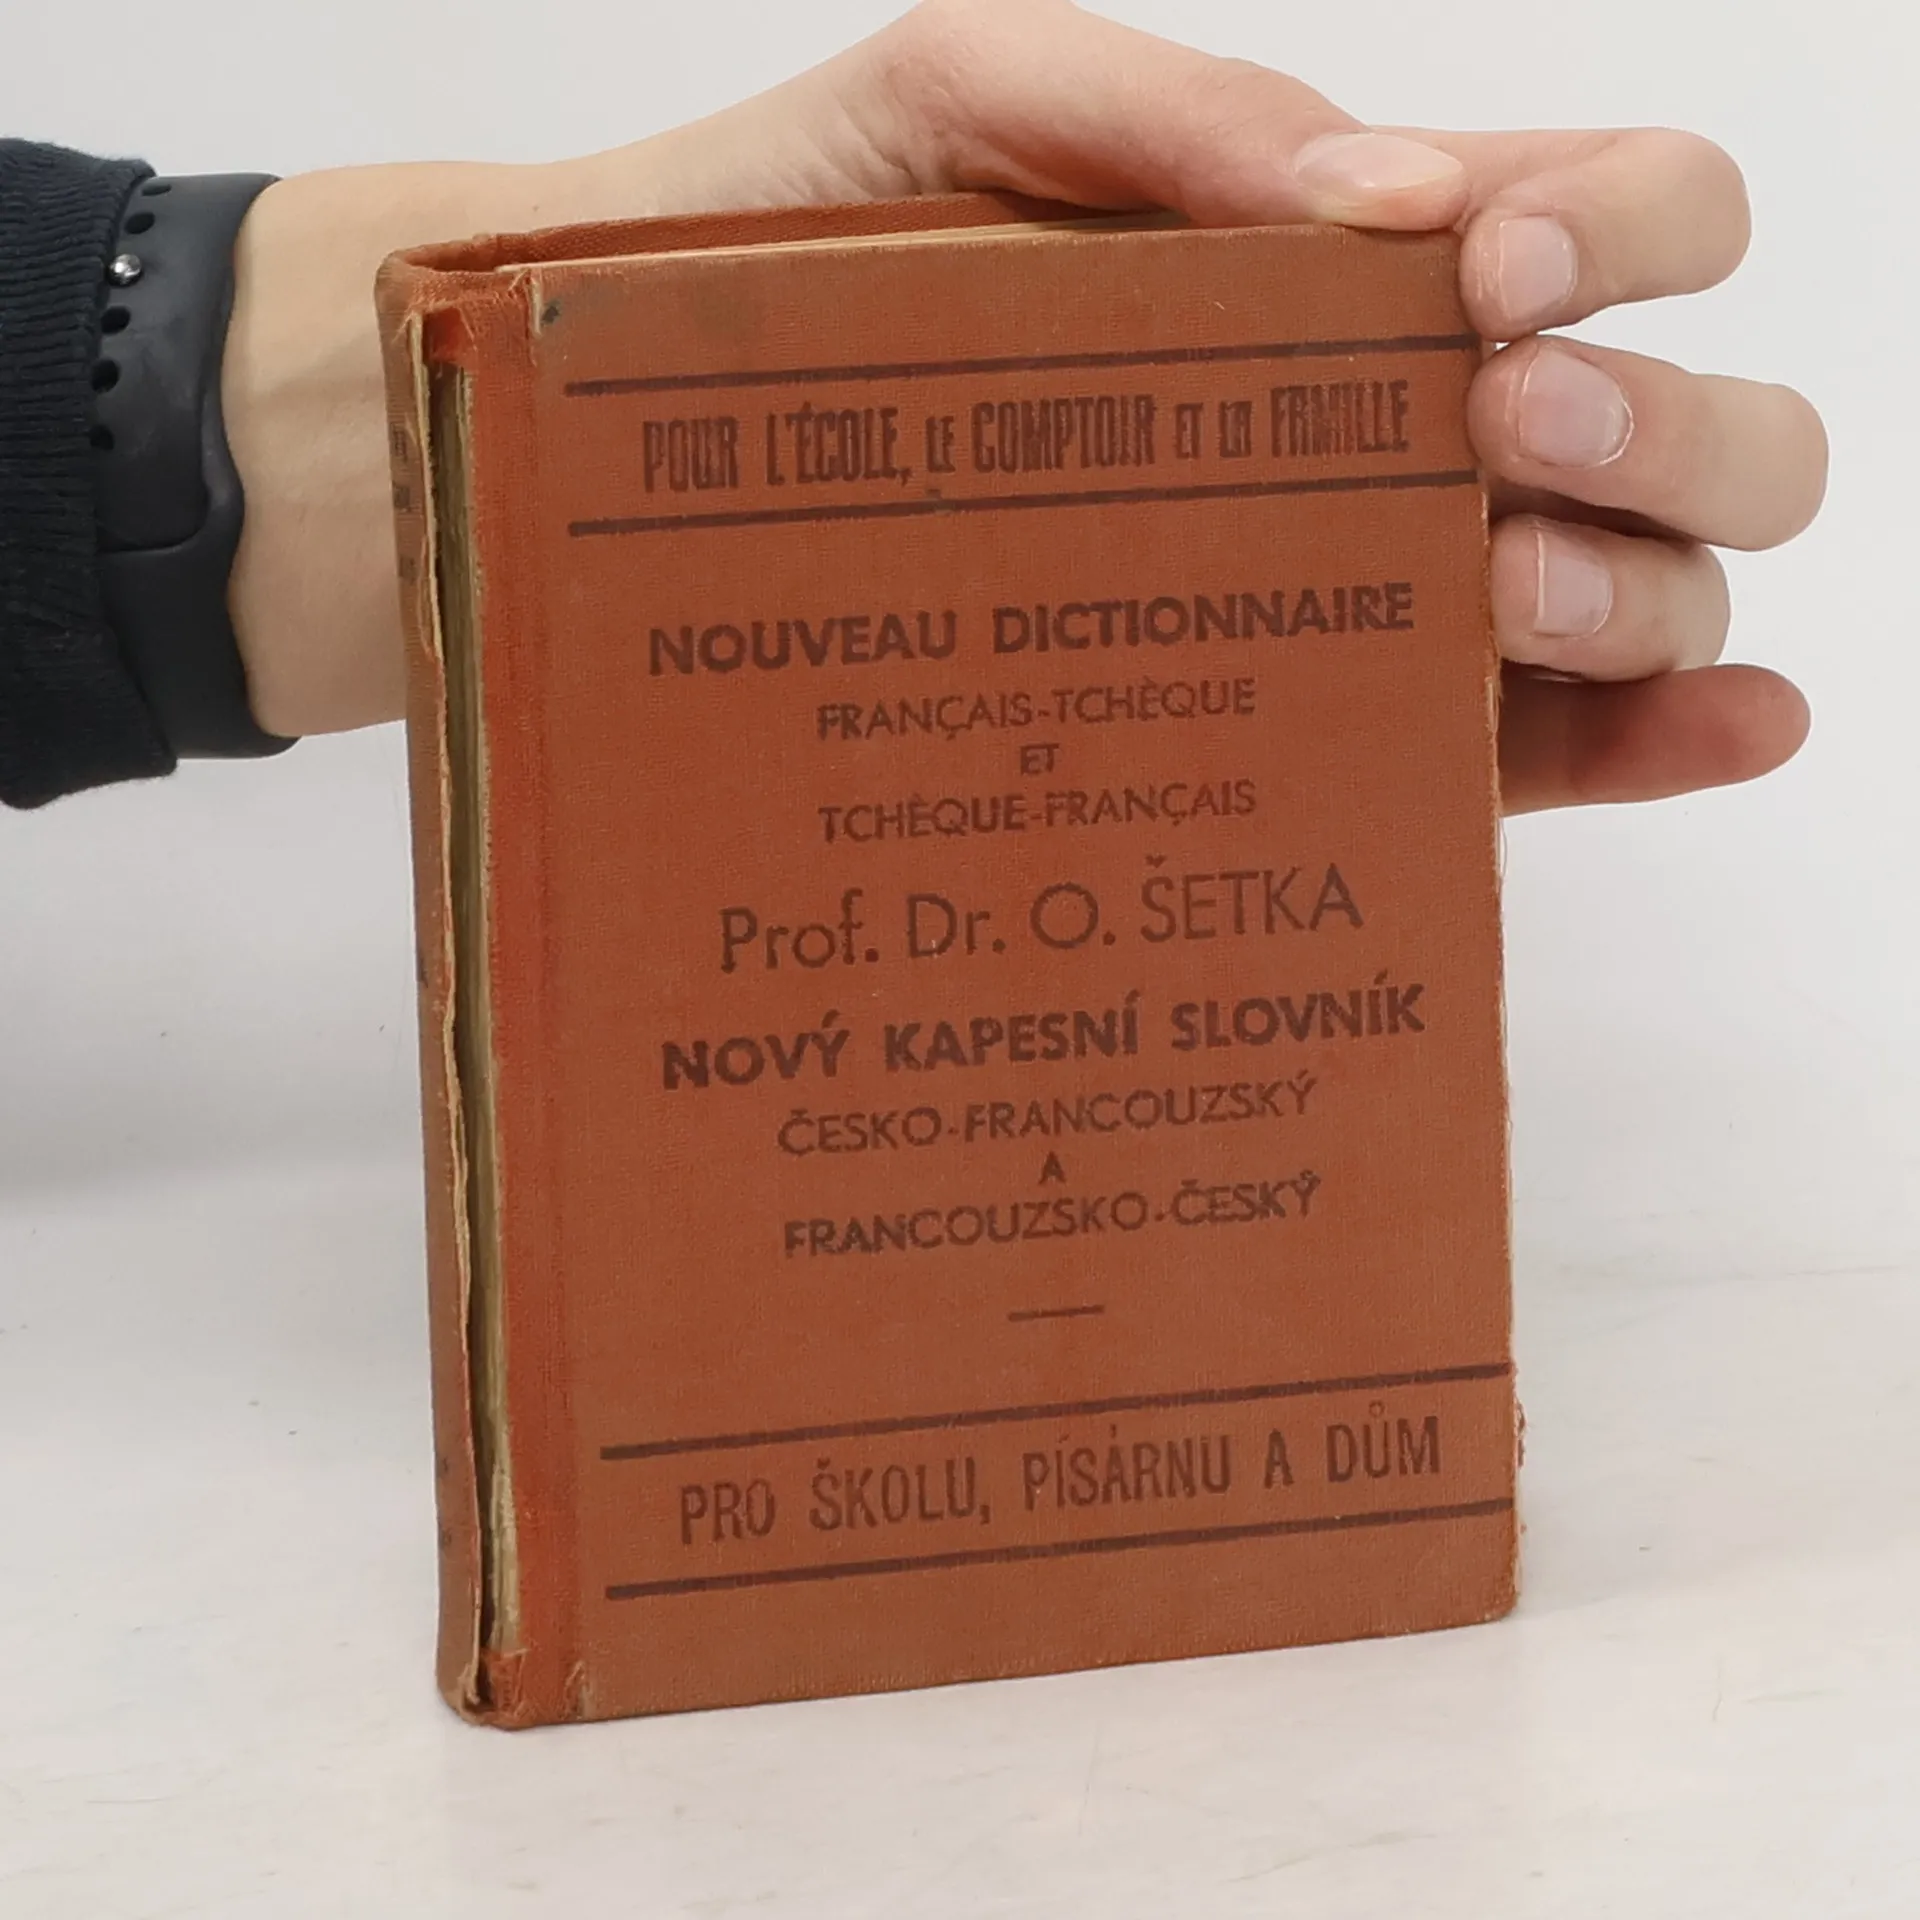 POUR L'ÉCOLE, LE COMPTOIR ET LA FAMILLE
NOUVEAU DICTIONNAIRE
FRANÇAIS-TCHÈQUE
ET
TCHÈQUE-FRANÇAIS
Prof. Dr. O. ŠETKA
NOVÝ KAPESNÍ SLOVNÍK
ČESKO-FRANCOUZSKÝ
A
FRANCOUZSKO-ČESKÝ
PRO ŠKOLU, PÍSÁRNU A DŮM